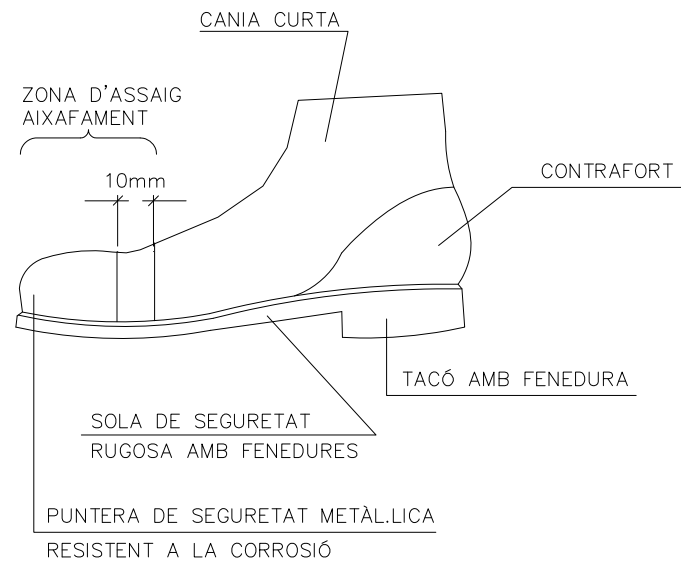 CANIA CURTA
ZONA D'ASSAIG
AIXAFAMENT
10mm
CONTRAFORT
TACÓ AMB FENEDURA
SOLA DE SEGURETAT
RUGOSA AMB FENEDURES
PUNTERA DE SEGURETAT METÀL.LICA
RESISTENT A LA CORROSIÓ